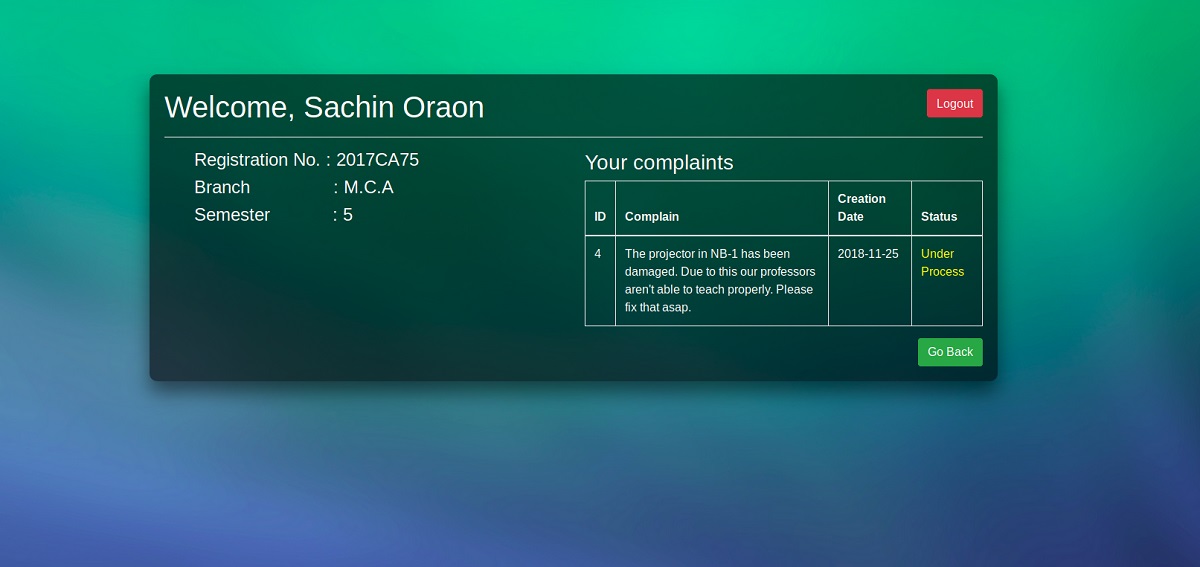 Welcome, Sachin Oraon
Logout
Registration No. : 2017CA75
Branch : M.C.A
Semester : 5
Your complaints
ID Complain Creation Date Status
4 The projector in NB-1 has been 2018-11-25 Under
damaged. Due to this our professors Process
aren't able to teach properly. Please
fix that asap.
Go Back